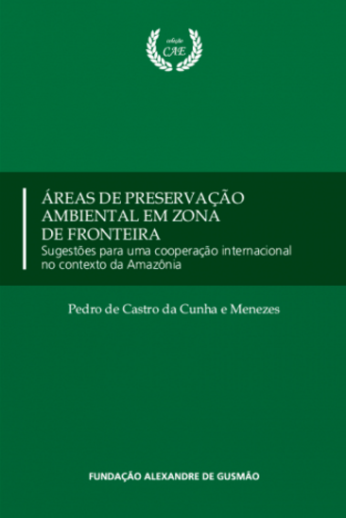 coleção
CAE
ÁREAS DE PRESERVAÇÃO
AMBIENTAL EM ZONA
DE FRONTEIRA
Sugestões para uma cooperação internacional
no contexto da Amazônia
Pedro de Castro da Cunha e Menezes
FUNDAÇÃO ALEXANDRE DE GUSMÃO